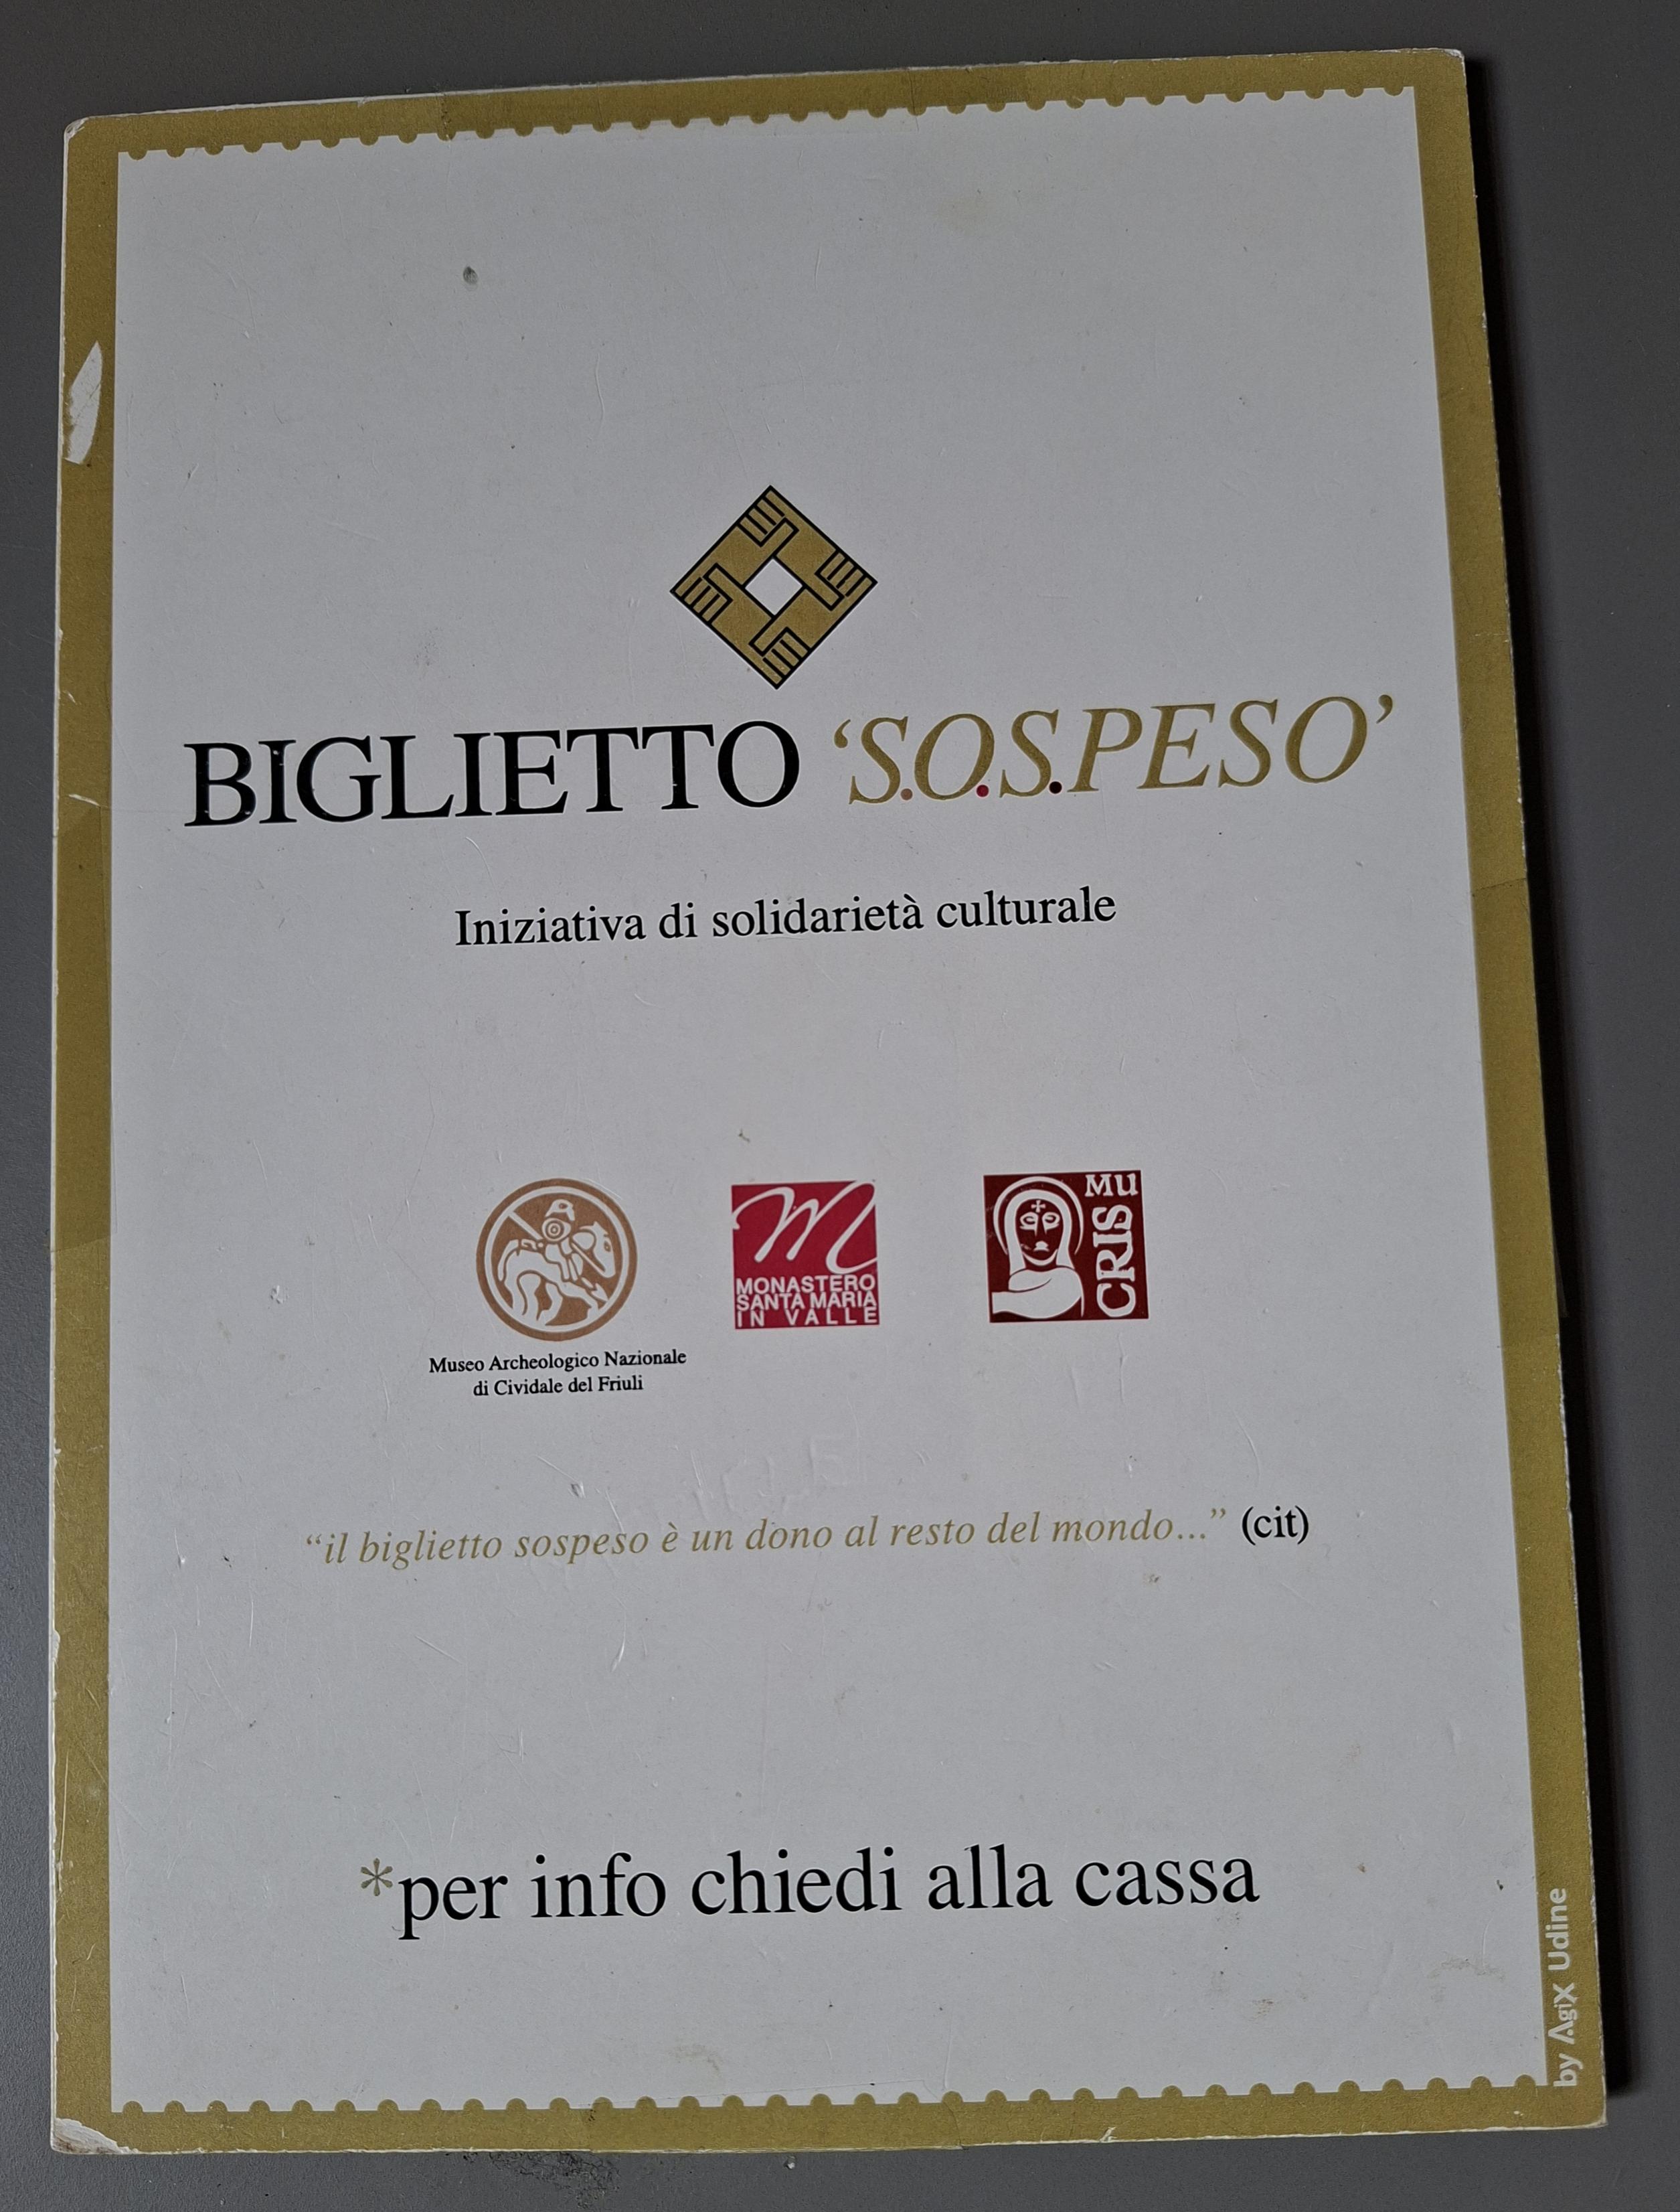 BIGLIETTO ‘S.O.S.PESO’
Iniziativa di solidarietà culturale
Museo Archeologico Nazionale
di Cividale del Friuli
M
MONASTERO
SANTA MARIA
IN VALLE
MU
CRIS
“il biglietto sospeso è un dono al resto del mondo...” (cit)
*per info chiedi alla cassa
by AgiX Udine